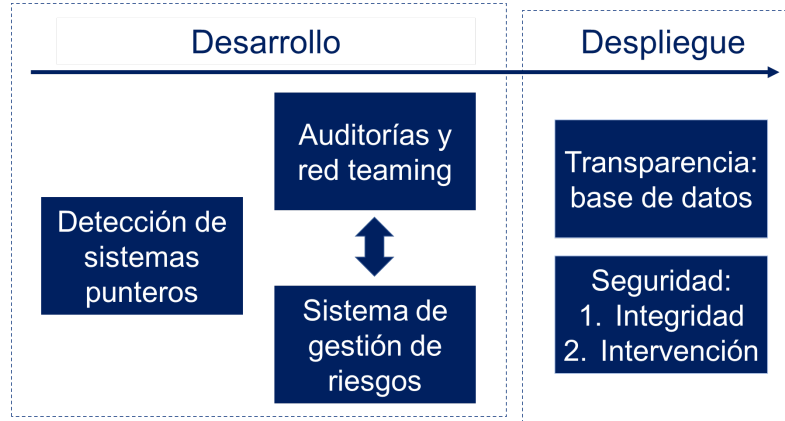 Desarrollo
Despliegue
Detección de
sistemas
punteros
Auditorías y
red teaming
Sistema de
gestión de
riesgos
Transparencia:
base de datos
Seguridad:
1. Integridad
2. Intervención